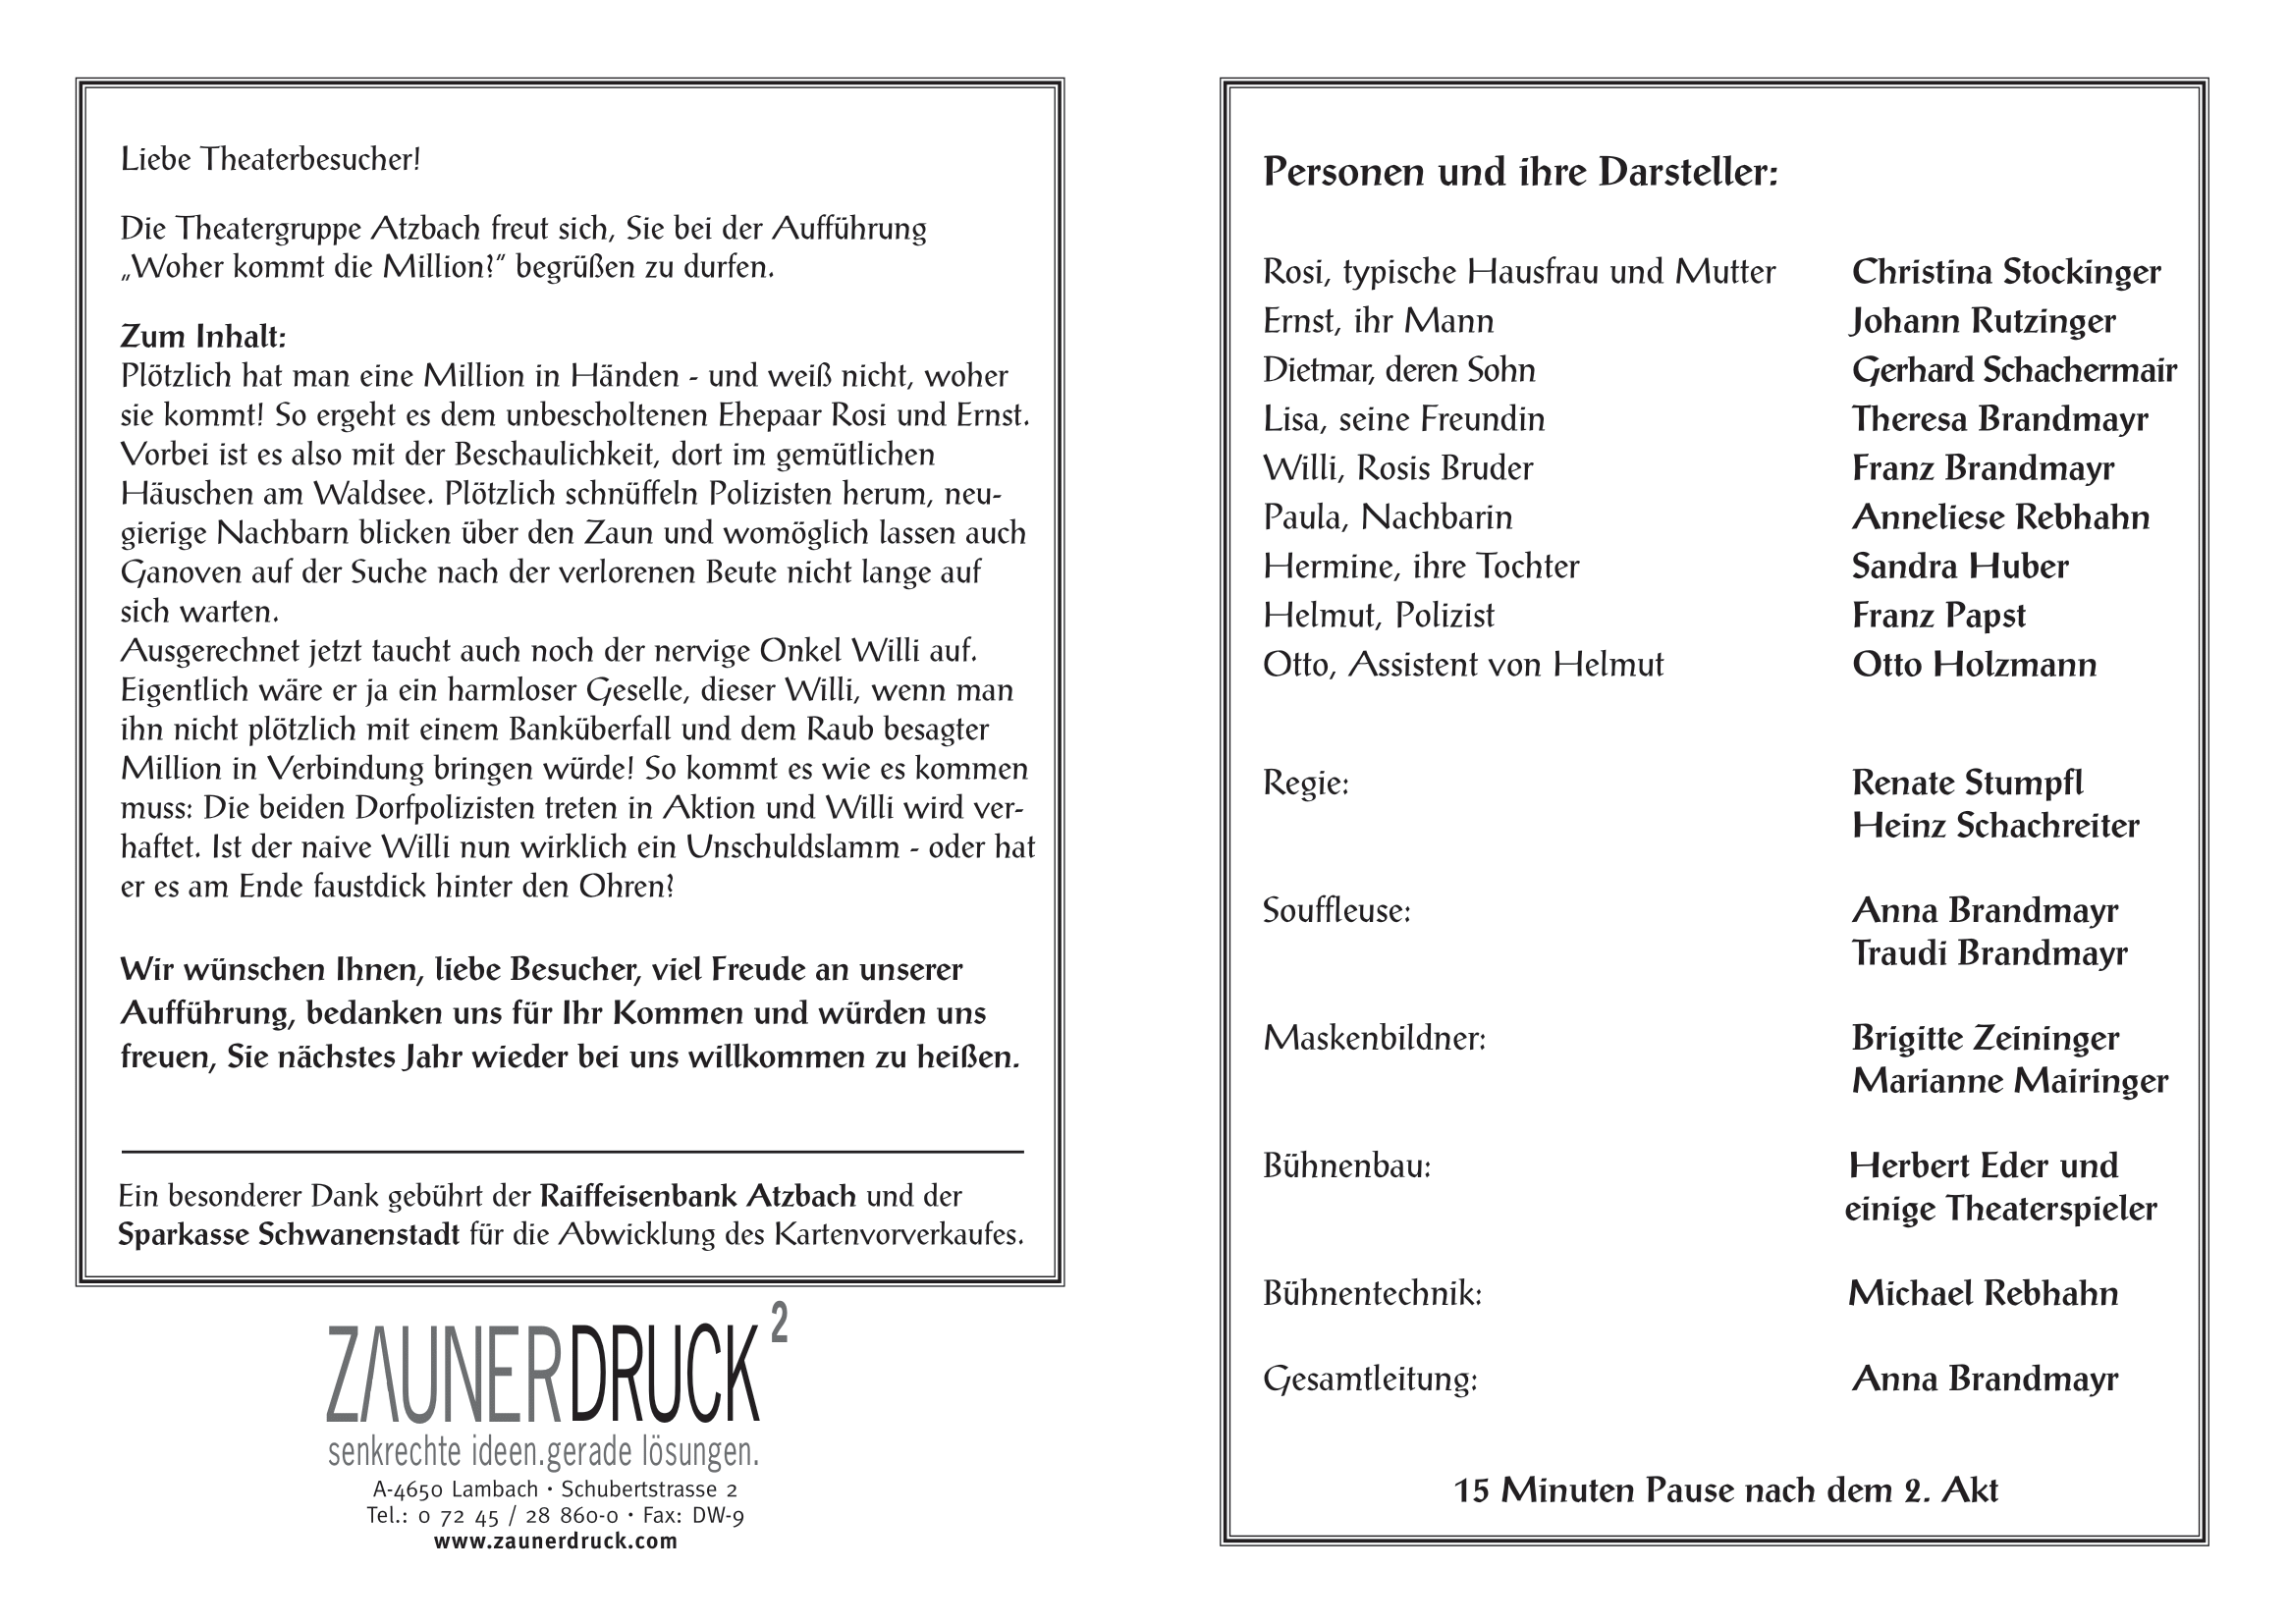 Liebe Theaterbesucher!
Die Theatergruppe Atzbach freut sich, Sie bei der Aufführung
„Woher kommt die Million?“ begrüßen zu durfen.
Zum Inhalt:
Plötzlich hat man eine Million in Händen - und weiß nicht, woher
sie kommt! So ergeht es dem unbescholtenen Ehepaar Rosi und Ernst.
Vorbei ist es also mit der Beschaulichkeit, dort im gemütlichen
Häuschen am Waldsee. Plötzlich schnüffeln Polizisten herum, neu-
gierige Nachbarn blicken über den Zaun und womöglich lassen auch
Ganoven auf der Suche nach der verlorenen Beute nicht lange auf
sich warten.
Ausgerechnet jetzt taucht auch noch der nervige Onkel Willi auf.
Eigentlich wäre er ja ein harmloser Geselle, dieser Willi, wenn man
ihn nicht plötzlich mit einem Banküberfall und dem Raub besagter
Million in Verbindung bringen würde! So kommt es wie es kommen
muss: Die beiden Dorfpolizisten treten in Aktion und Willi wird ver-
haftet. Ist der naive Willi nun wirklich ein Unschuldslamm - oder hat
er es am Ende faustdick hinter den Ohren?
Wir wünschen Ihnen, liebe Besucher, viel Freude an unserer
Aufführung, bedanken uns für Ihr Kommen und würden uns
freuen, Sie nächstes Jahr wieder bei uns willkommen zu heißen.
Ein besonderer Dank gebührt der Raiffeisenbank Atzbach und der
Sparkasse Schwanenstadt für die Abwicklung des Kartenvorverkaufes.
ZAUNERDRUCK²
senkrechte ideen.gerade lösungen.
A-4650 Lambach • Schubertstrasse 2
Tel.: 0 72 45 / 28 860-0 • Fax: DW-9
www.zaunerdruck.com
Personen und ihre Darsteller:
Rosi, typische Hausfrau und Mutter Christina Stockinger
Ernst, ihr Mann Johann Rutzinger
Dietmar, deren Sohn Gerhard Schachermair
Lisa, seine Freundin Theresa Brandmayr
Willi, Rosis Bruder Franz Brandmayr
Paula, Nachbarin Anneliese Rebhahn
Hermine, ihre Tochter Sandra Huber
Helmut, Polizist Franz Papst
Otto, Assistent von Helmut Otto Holzmann
Regie: Renate Stumpfl
Heinz Schachreiter
Souffleuse: Anna Brandmayr
Traudi Brandmayr
Maskenbildner: Brigitte Zeininger
Marianne Mairinger
Bühnenbau: Herbert Eder und
einige Theaterspieler
Bühnentechnik: Michael Rebhahn
Gesamtleitung: Anna Brandmayr
15 Minuten Pause nach dem 2. Akt